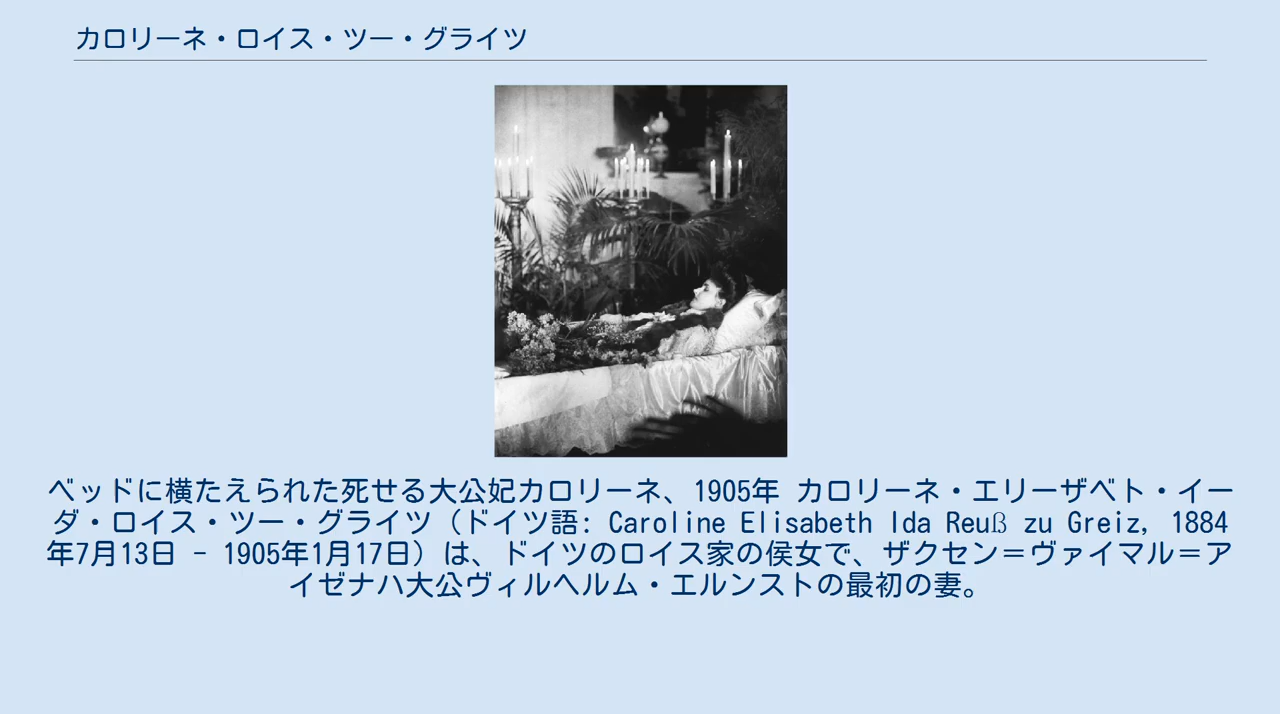 カロリーネ・ロイス・ツー・グライツ
ベッドに横たえられた死せる大公妃カロリーネ、1905年 カロリーネ・エリーザベト・イー
ダ・ロイス・ツー・グライツ（ドイツ語: Caroline Elisabeth Ida Reuß zu Greiz, 1884
年7月13日 - 1905年1月17日）は、ドイツのロイス家の侯女で、ザクセン＝ヴァイマル＝ア
イゼナハ大公ヴィルヘルム・エルンストの最初の妻。